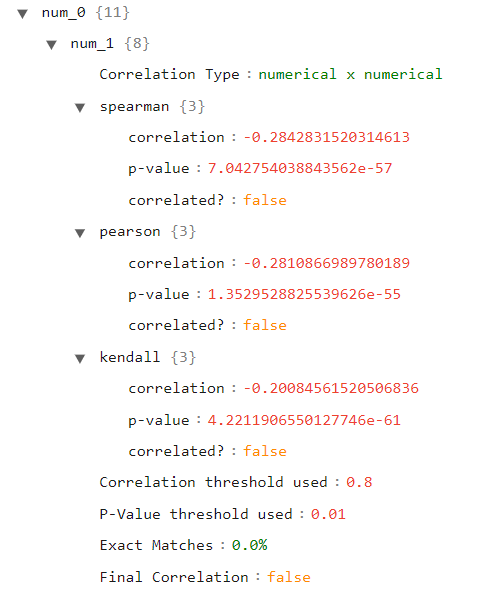 ▼ num_0 {11}
▼ num_1 {8}
Correlation Type : numerical x numerical
▼ spearman {3}
correlation : -0.2842831520314613
p-value : 7.042754038843562e-57
correlated? : false
▼ pearson {3}
correlation : -0.2810866989780189
p-value : 1.3529528825539626e-55
correlated? : false
▼ kendall {3}
correlation : -0.20084561520506836
p-value : 4.2211906550127746e-61
correlated? : false
Correlation threshold used : 0.8
P-Value threshold used : 0.01
Exact Matches : 0.0%
Final Correlation : false